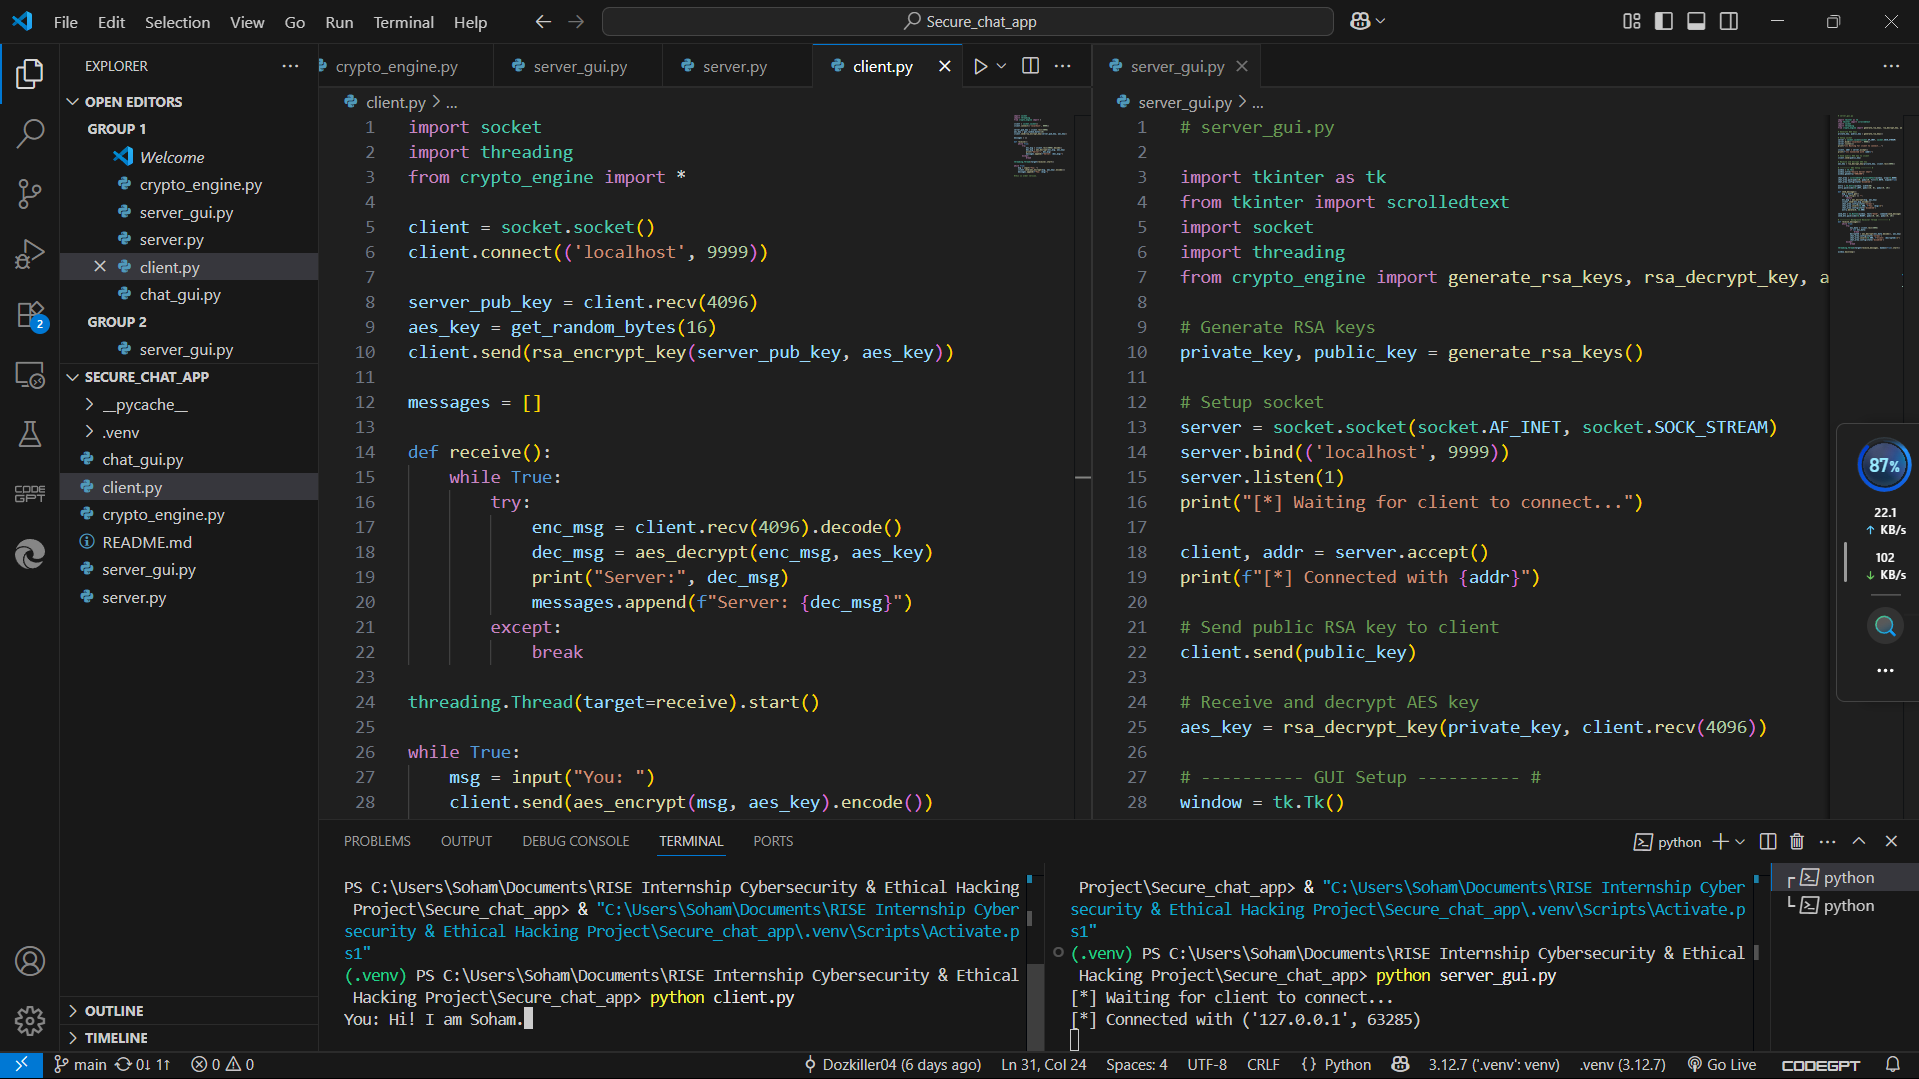 File Edit Selection View Go Run Terminal Help
Secure_chat_app
EXPLORER
OPEN EDITORS
GROUP 1
Welcome
crypto_engine.py
server_gui.py
server.py
client.py
chat_gui.py
GROUP 2
server_gui.py
SECURE_CHAT_APP
__pycache__
.venv
chat_gui.py
client.py
crypto_engine.py
README.md
server_gui.py
server.py
OUTLINE
TIMELINE
2
CODE
GPT
crypto_engine.py server_gui.py server.py client.py
client.py > ...
1 import socket
2 import threading
3 from crypto_engine import *
4
5 client = socket.socket()
6 client.connect(('localhost', 9999))
7
8 server_pub_key = client.recv(4096)
9 aes_key = get_random_bytes(16)
10 client.send(rsa_encrypt_key(server_pub_key, aes_key))
11
12 messages = []
13
14 def receive():
15 while True:
16 try:
17 enc_msg = client.recv(4096).decode()
18 dec_msg = aes_decrypt(enc_msg, aes_key)
19 print("Server:", dec_msg)
20 messages.append(f"Server: {dec_msg}")
21 except:
22 break
23
24 threading.Thread(target=receive).start()
25
26 while True:
27 msg = input("You: ")
28 client.send(aes_encrypt(msg, aes_key).encode())
server_gui.py
server_gui.py > ...
1 # server_gui.py
2
3 import tkinter as tk
4 from tkinter import scrolledtext
5 import socket
6 import threading
7 from crypto_engine import generate_rsa_keys, rsa_decrypt_key, a
8
9 # Generate RSA keys
10 private_key, public_key = generate_rsa_keys()
11
12 # Setup socket
13 server = socket.socket(socket.AF_INET, socket.SOCK_STREAM)
14 server.bind(('localhost', 9999))
15 server.listen(1)
16 print("[*] Waiting for client to connect...")
17
18 client, addr = server.accept()
19 print(f"[*] Connected with {addr}")
20
21 # Send public RSA key to client
22 client.send(public_key)
23
24 # Receive and decrypt AES key
25 aes_key = rsa_decrypt_key(private_key, client.recv(4096))
26
27 # ---------- GUI Setup ---------- #
28 window = tk.Tk()
87%
22.1
↑ KB/s
102
↓ KB/s
PROBLEMS OUTPUT DEBUG CONSOLE TERMINAL PORTS
python
PS C:\Users\Soham\Documents\RISE Internship Cybersecurity & Ethical Hacking
Project\Secure_chat_app> & "C:\Users\Soham\Documents\RISE Internship Cyber
security & Ethical Hacking Project\Secure_chat_app\.venv\Scripts\Activate.p
s1"
(.venv) PS C:\Users\Soham\Documents\RISE Internship Cybersecurity & Ethical
Hacking Project\Secure_chat_app> python client.py
You: Hi! I am Soham.
Project\Secure_chat_app> & "C:\Users\Soham\Documents\RISE Internship Cyber
security & Ethical Hacking Project\Secure_chat_app\.venv\Scripts\Activate.p
s1"
(.venv) PS C:\Users\Soham\Documents\RISE Internship Cybersecurity & Ethical
Hacking Project\Secure_chat_app> python server_gui.py
[*] Waiting for client to connect...
[*] Connected with ('127.0.0.1', 63285)
python
python
main 0↓ 1↑ 0 0 Dozkiller04 (6 days ago) Ln 31, Col 24 Spaces: 4 UTF-8 CRLF {} Python 3.12.7 ('.venv': venv) .venv (3.12.7) Go Live CODEGPT